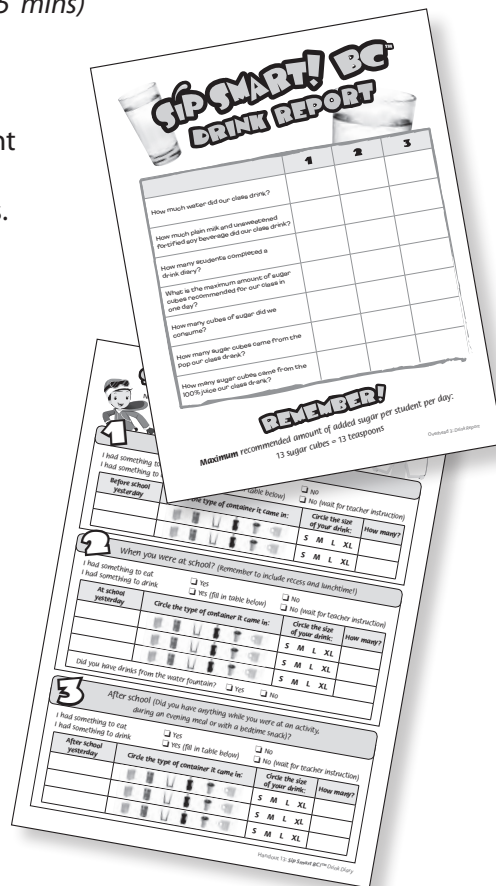 5 mins)
nt
s.
SIP SMART! BC™
DRINK REPORT
1 2 3
How much water did our class drink?
How much plain milk and unsweetened
fortified soy beverage did our class drink?
How many students completed a
drink diary?
What is the maximum amount of sugar
cubes recommended for our class in
one day?
How many cubes of sugar did we
consume?
How many sugar cubes came from the
pop our class drank?
How many sugar cubes came from the
100% juice our class drank?
REMEMBER!
Maximum recommended amount of added sugar per student per day:
13 sugar cubes = 13 teaspoons
1
I had something to
I had something to
table below)
No
No (wait for teacher instruction)
Before school
yesterday
the type of container it came in:
Circle the size
of your drink:
How many?
S M L XL
S M L XL
2
When you were at school? (Remember to include recess and lunchtime!)
I had something to eat
Yes
No
I had something to drink
Yes (fill in table below)
No (wait for teacher instruction)
At school
yesterday
Circle the type of container it came in:
Circle the size
of your drink:
How many?
S M L XL
S M L XL
S M L XL
Did you have drinks from the water fountain?
Yes
No
3
After school (Did you have anything while you were at an activity,
during an evening meal or with a bedtime snack)?
I had something to eat
Yes
No
I had something to drink
Yes (fill in table below)
No (wait for teacher instruction)
After school
yesterday
Circle the type of container it came in:
Circle the size
of your drink:
How many?
S M L XL
S M L XL
S M L XL
Handout 13: Sip Smart BC!™ Drink Diary